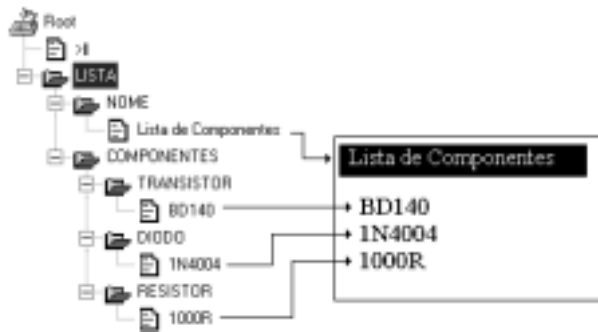 Root
>II
LISTA
NOME
Lista de Componentes
COMPONENTES
TRANSISTOR
BD140
DIODO
1N4004
RESISTOR
1000R
Lista de Componentes
BD140
1N4004
1000R